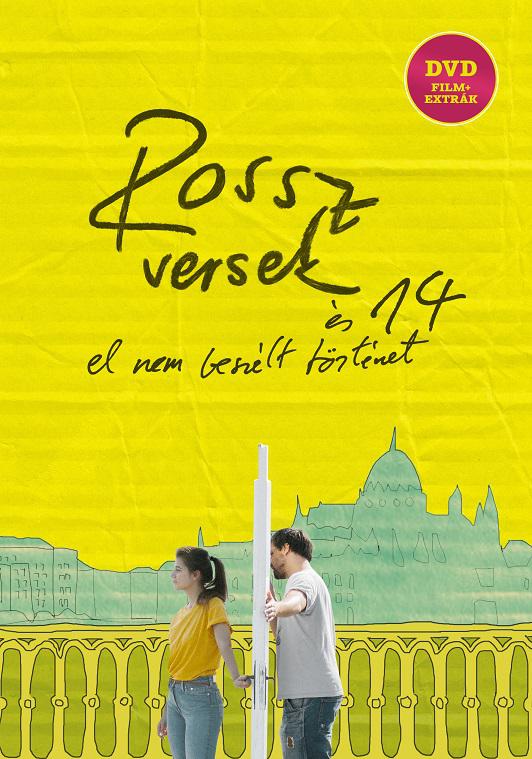 DVD
FILM+
EXTRÁK
Rossz
versek
és 14
el nem beszélt történet